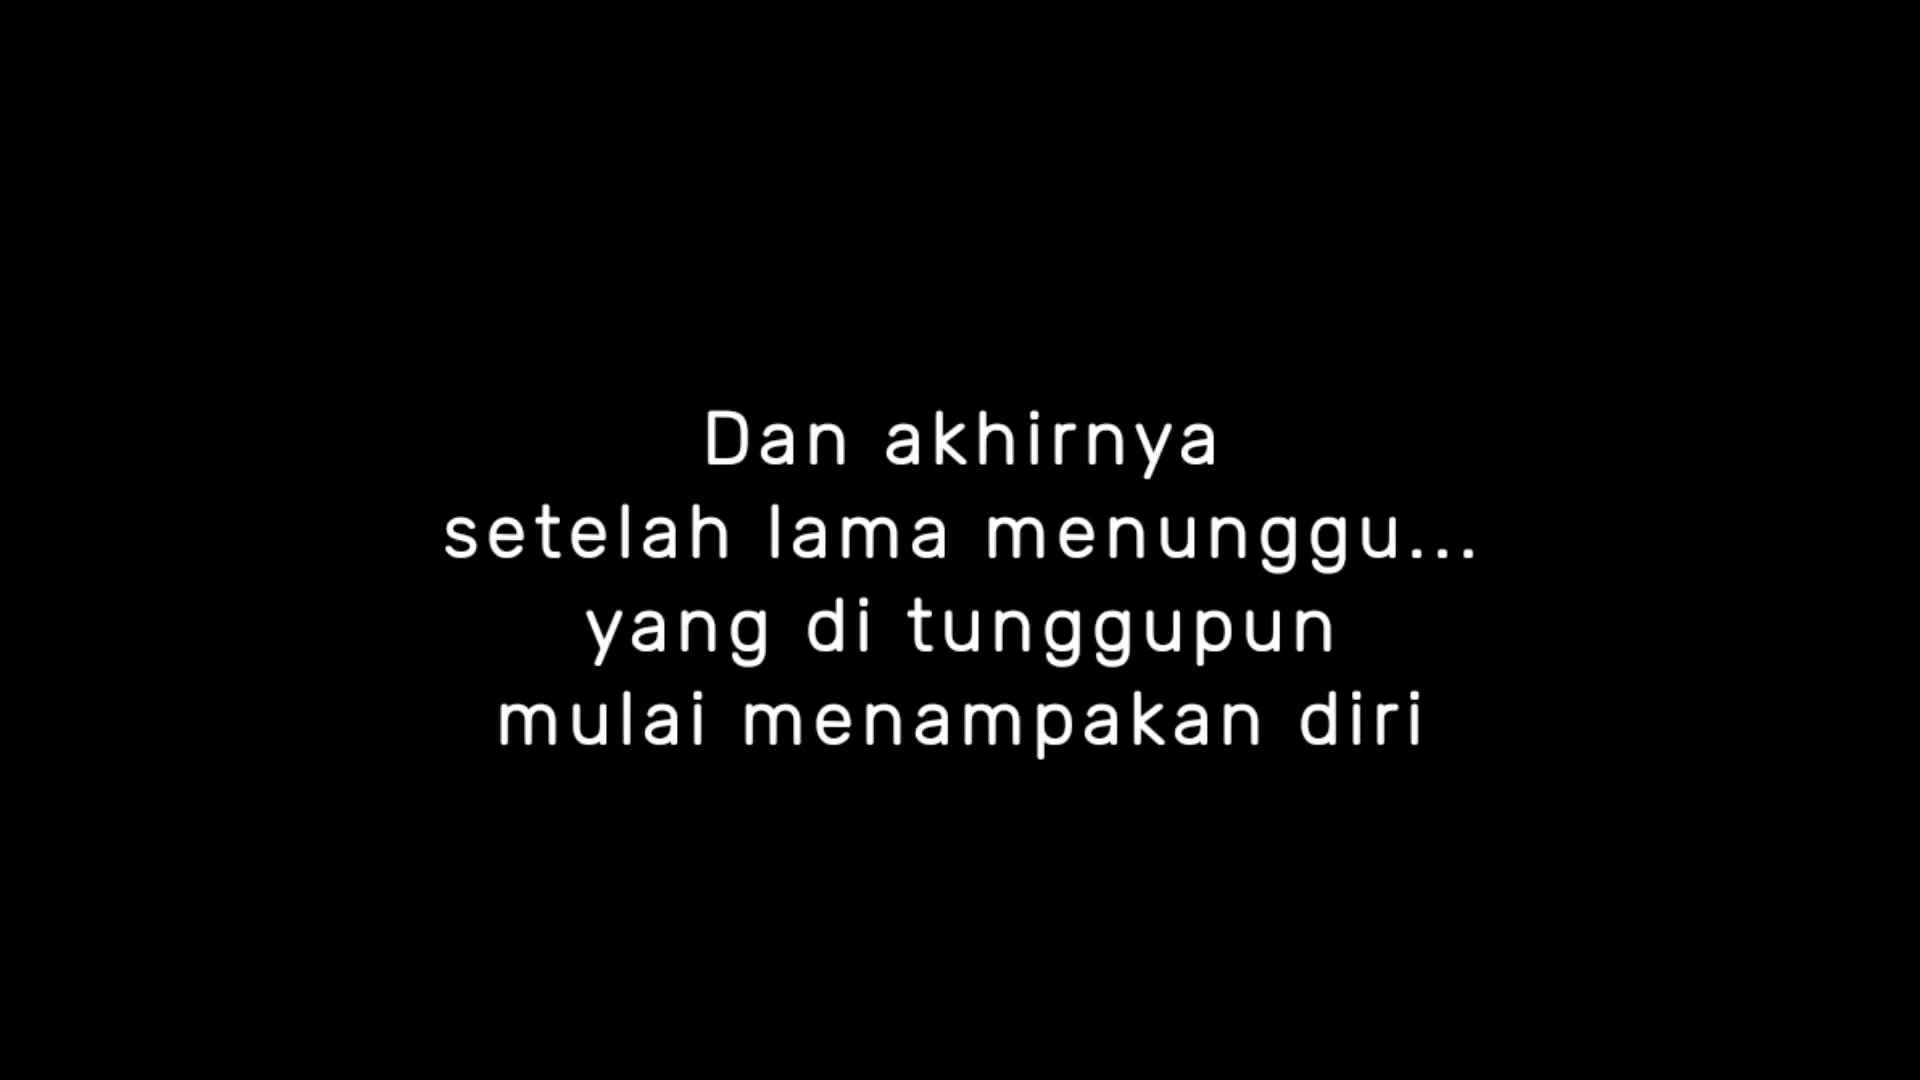 Dan akhirnya
setelah lama menunggu...
yang di tunggupun
mulai menampakan diri